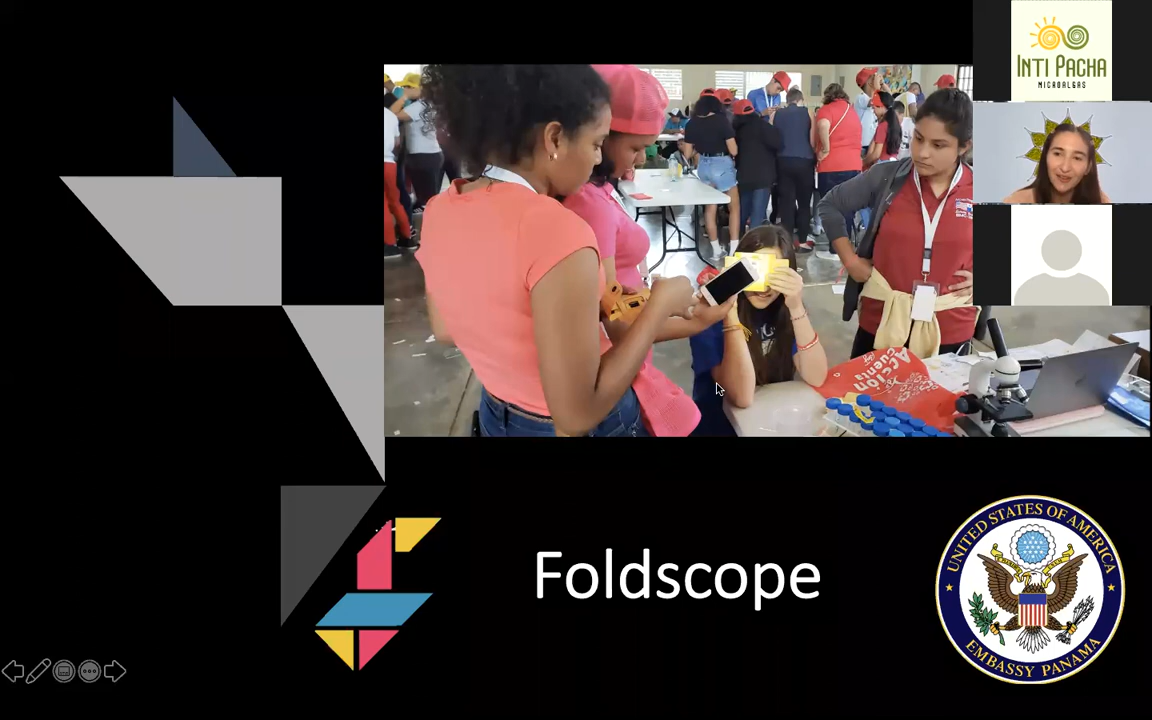 INTI PACHA
MICROALGAS
Acción
cuenta
Foldscope
UNITED STATES OF AMERICA
EMBASSY PANAMA